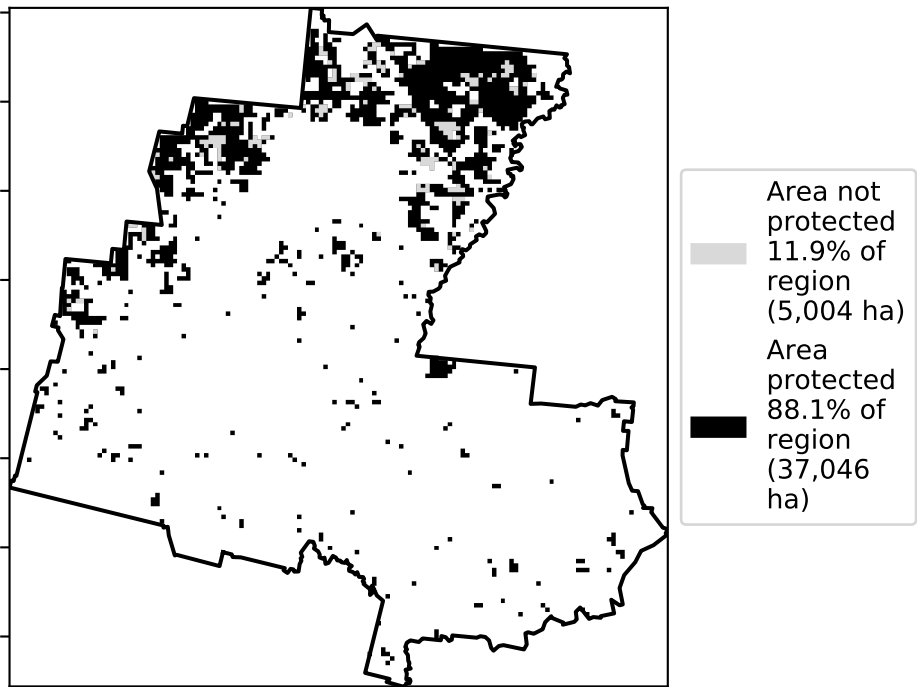 Area not
protected
11.9% of
region
(5,004 ha)
Area
protected
88.1% of
region
(37,046
ha)